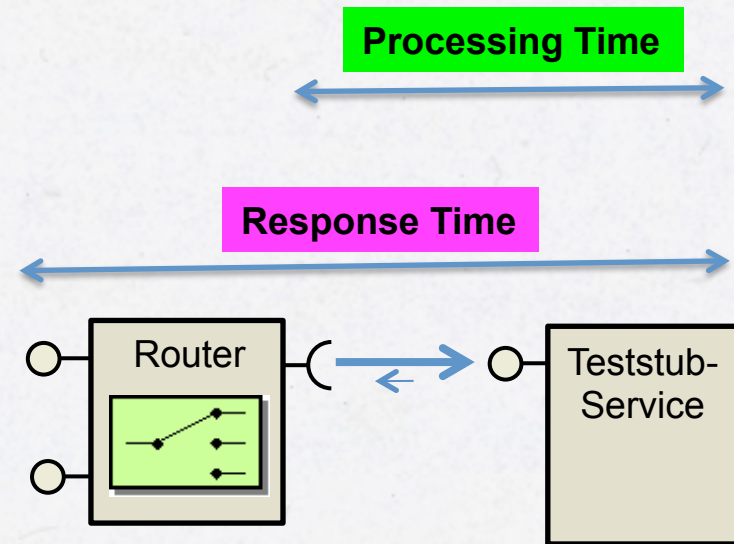 Processing Time
Response Time
Router
Teststub-
Service